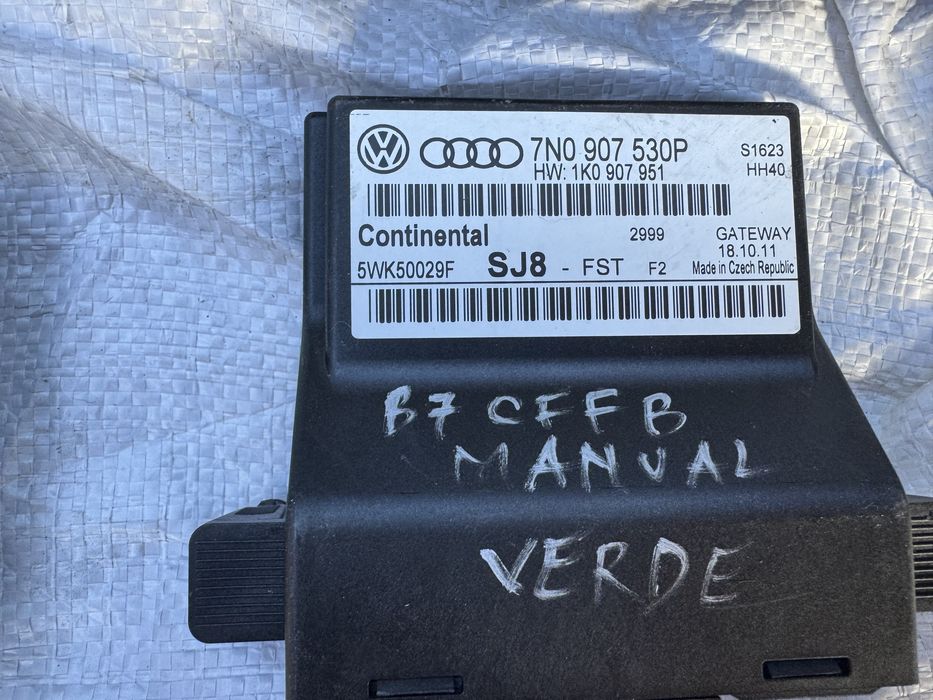 7N0 907 530P S1623
HW: 1K0 907 951 HH40
Continental 2999 GATEWAY
18.10.11
5WK50029F SJ8 - FST F2 Made in Czech Republic
B7 CFFB
MANUAL
VERDE